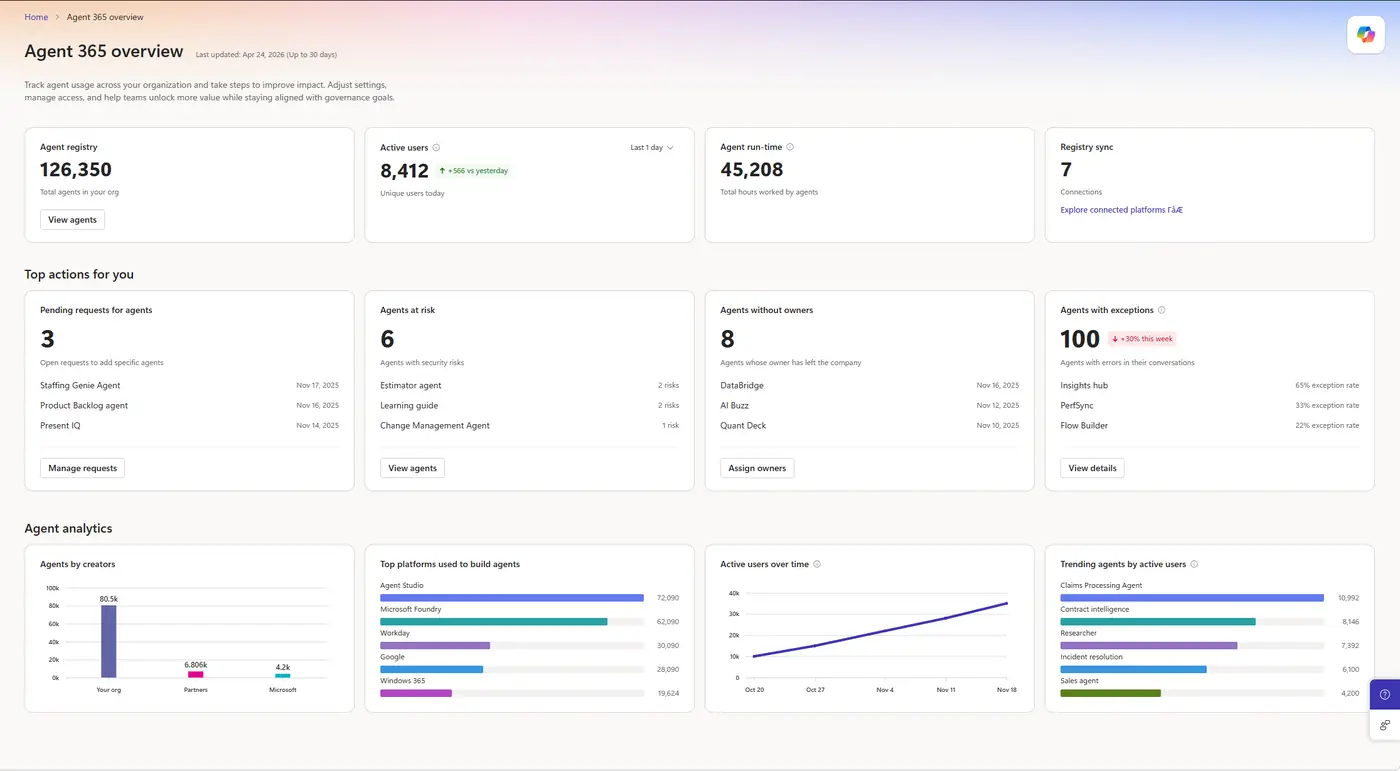 Home > Agent 365 overview
Agent 365 overview Last updated: Apr 24, 2026 (Up to 30 days)
Track agent usage across your organization and take steps to improve impact. Adjust settings,
manage access, and help teams unlock more value while staying aligned with governance goals.
Agent registry
126,350
Total agents in your org
View agents
Active users Last 1 day
8,412 ↑ +566 vs yesterday
Unique users today
Agent run-time
45,208
Total hours worked by agents
Registry sync
7
Connections
Explore connected platforms ΓåÆ
Top actions for you
Pending requests for agents
3
Open requests to add specific agents
Staffing Genie Agent Nov 17, 2025
Product Backlog agent Nov 16, 2025
Present IQ Nov 14, 2025
Manage requests
Agents at risk
6
Agents with security risks
Estimator agent 2 risks
Learning guide 2 risks
Change Management Agent 1 risk
View agents
Agents without owners
8
Agents whose owner has left the company
DataBridge Nov 16, 2025
AI Buzz Nov 12, 2025
Quant Deck Nov 10, 2025
Assign owners
Agents with exceptions
100 ↓ +30% this week
Agents with errors in their conversations
Insights hub 65% exception rate
PerfSync 33% exception rate
Flow Builder 22% exception rate
View details
Agent analytics
Agents by creators
100k
80k
60k
40k
20k
0k
80.5k
6.806k
4.2k
Your org Partners Microsoft
Top platforms used to build agents
Agent Studio
72,090
Microsoft Foundry
62,090
Workday
30,090
Google
28,090
Windows 365
19,624
Active users over time
40k
30k
20k
10k
0
Oct 20 Oct 27 Nov 4 Nov 11 Nov 18
Trending agents by active users
Claims Processing Agent
10,992
Contract intelligence
8,146
Researcher
7,392
Incident resolution
6,100
Sales agent
4,200